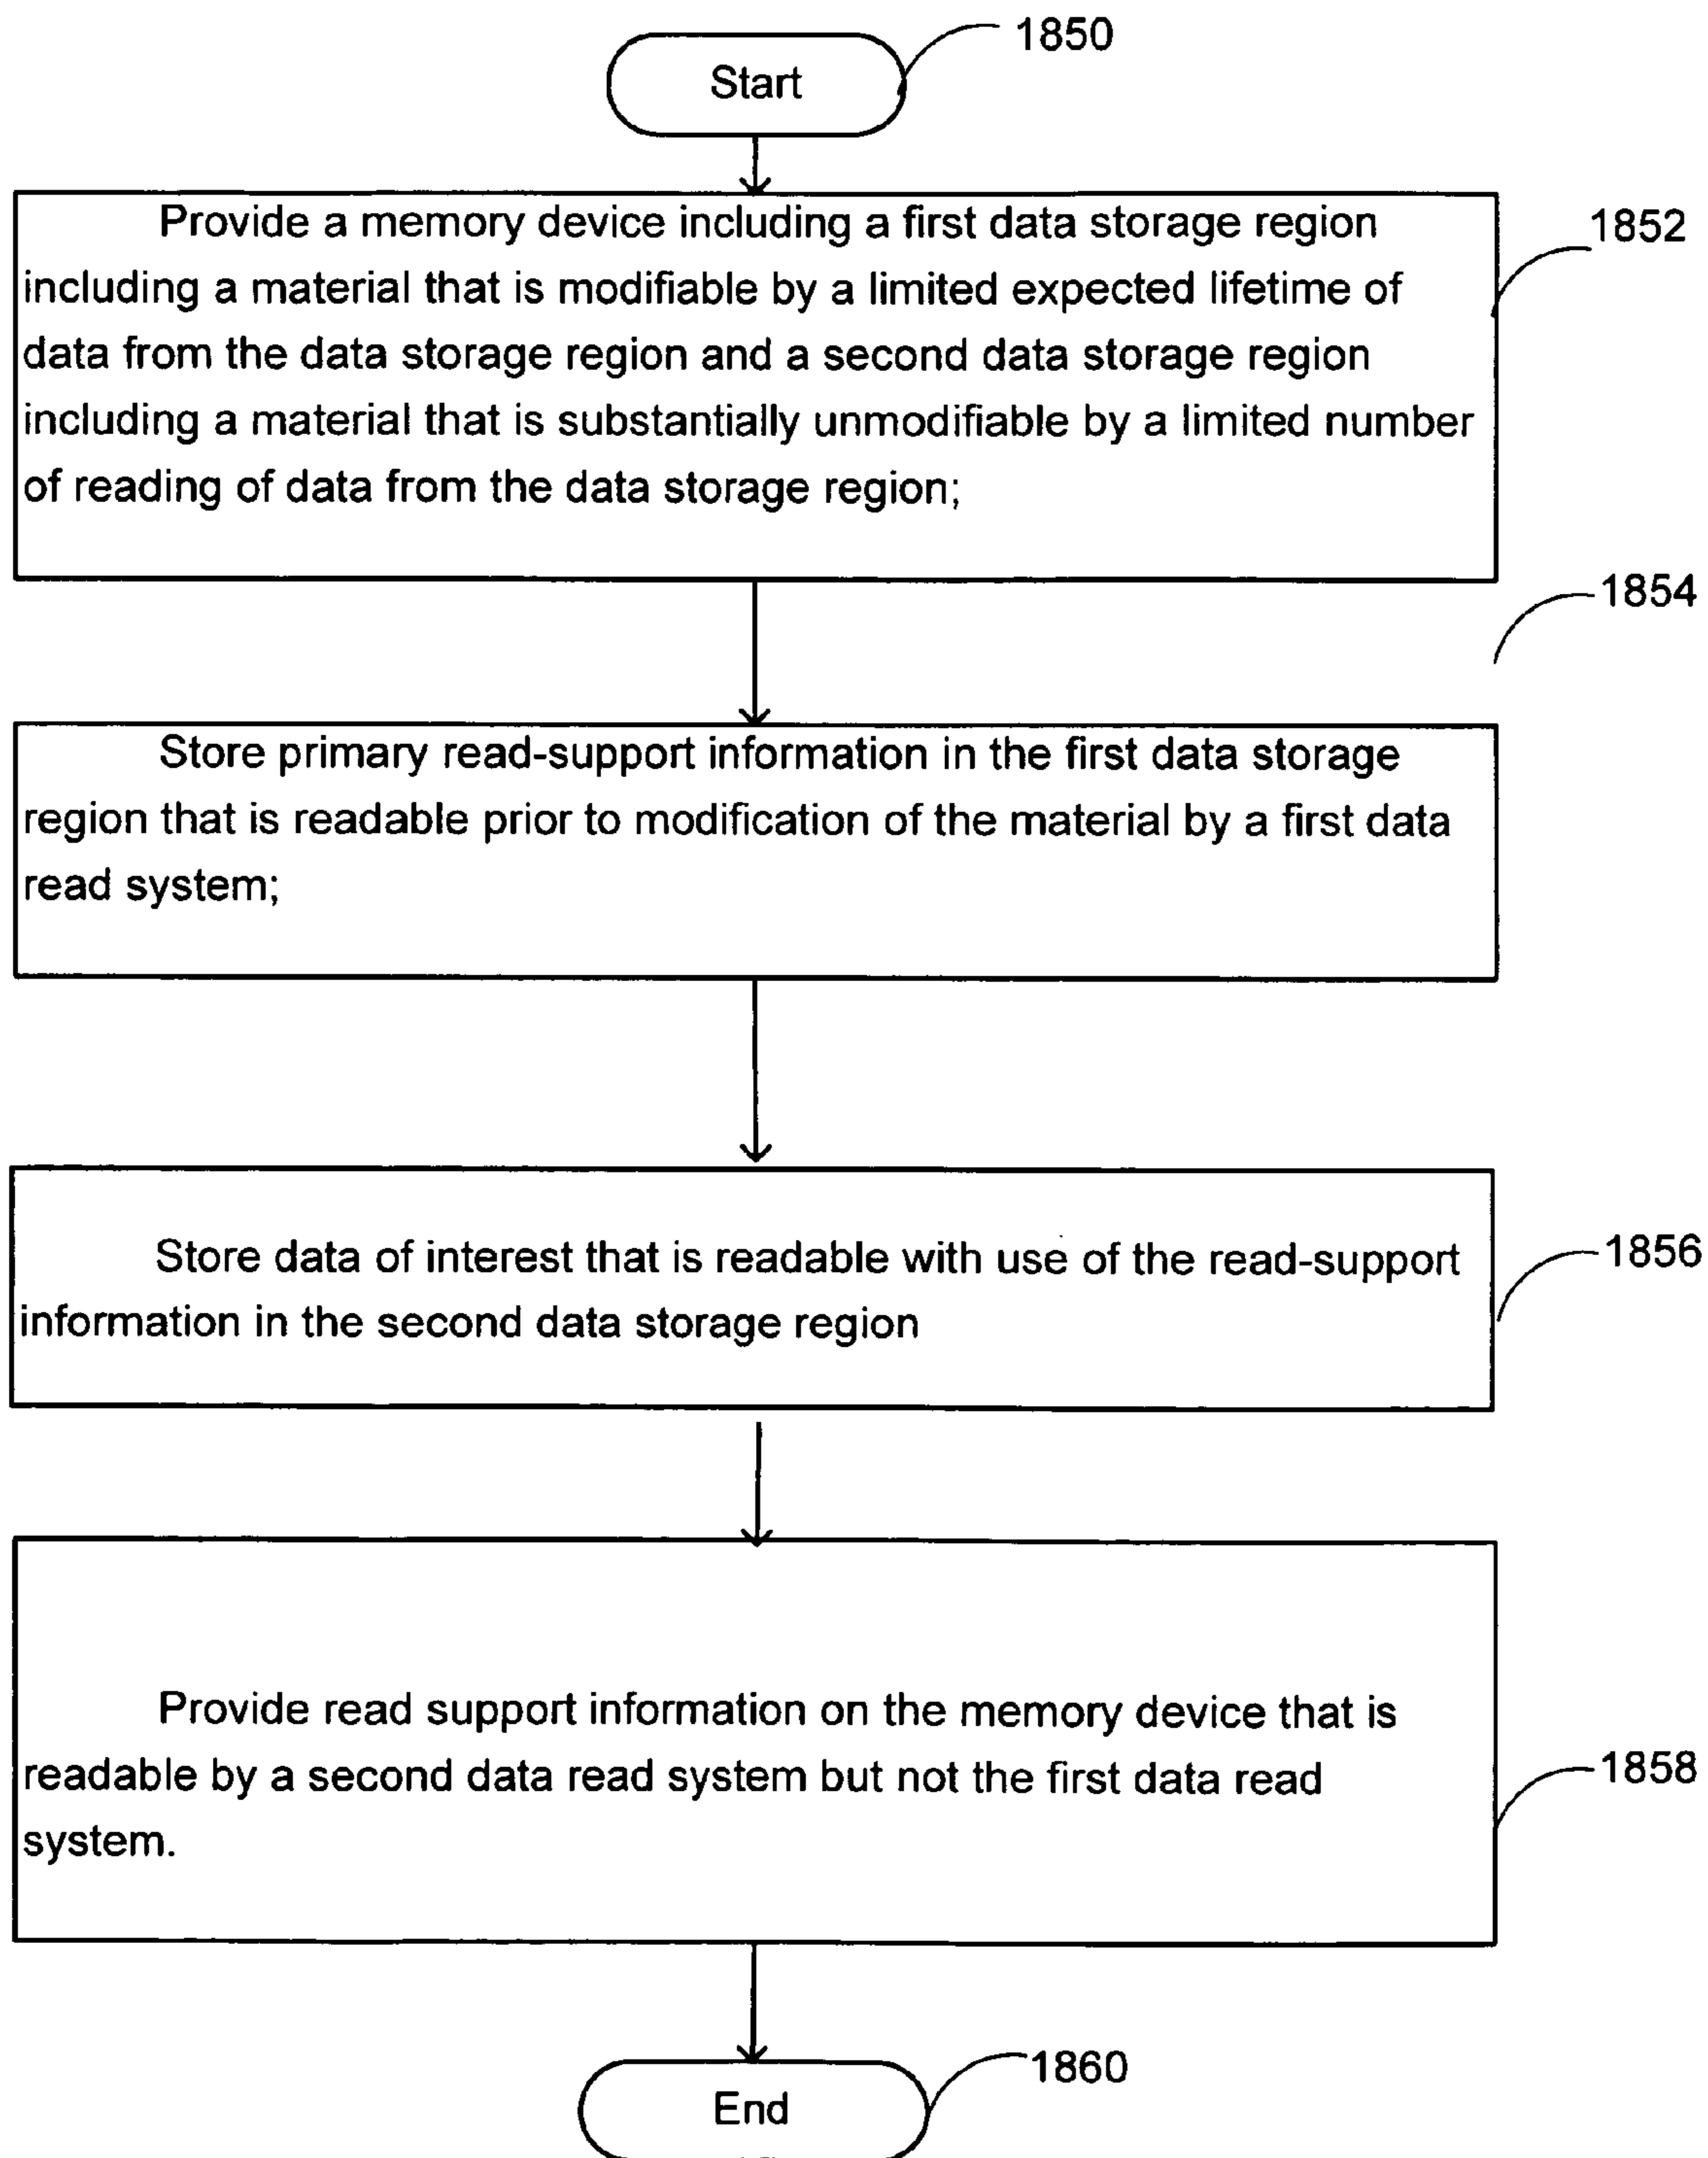 1850
Start
Provide a memory device including a first data storage region
1852
including a material that is modifiable by a limited expected lifetime of
data from the data storage region and a second data storage region
including a material that is substantially unmodifiable by a limited number
of reading of data from the data storage region;
1854
Store primary read-support information in the first data storage
region that is readable prior to modification of the material by a first data
read system;
Store data of interest that is readable with use of the read-support
1856
information in the second data storage region
Provide read support information on the memory device that is
readable by a second data read system but not the first data read
1858
system.
1860
End